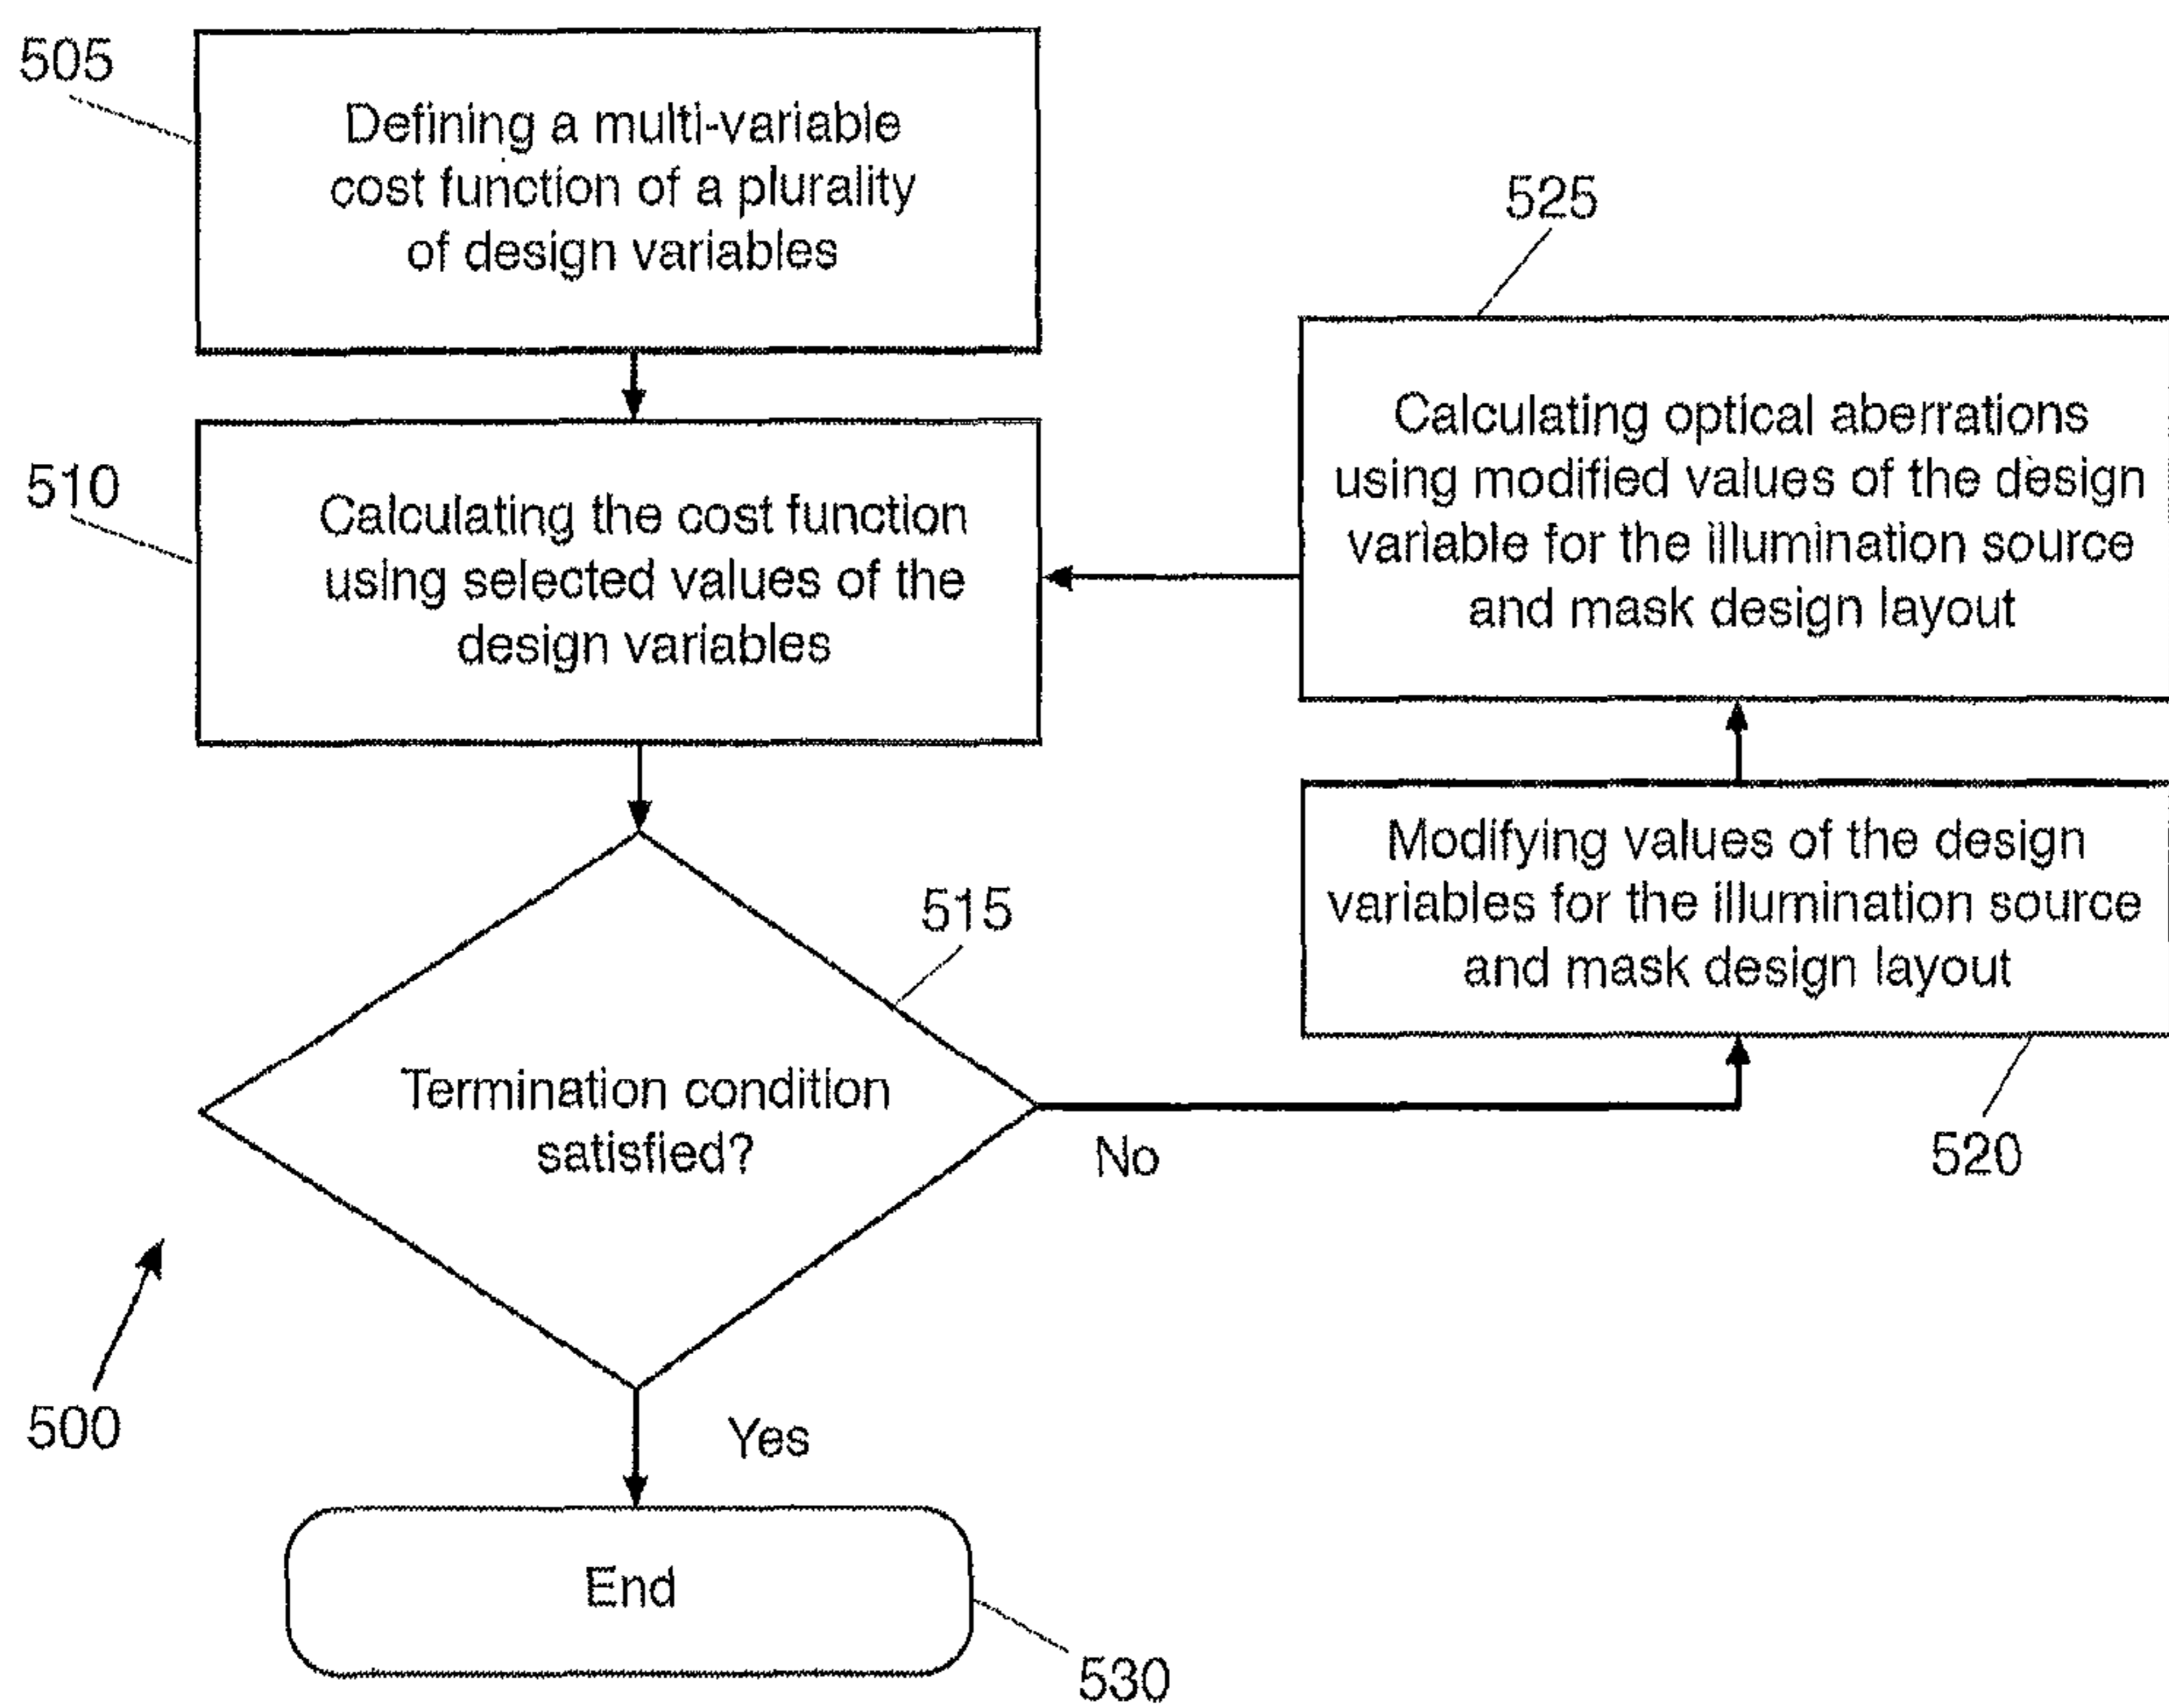 505
Defining a multi-variable
cost function of a plurality
of design variables
510
Calculating the cost function
using selected values of the
design variables
515
Termination condition
satisfied?
No
Yes
500
End
530
525
Calculating optical aberrations
using modified values of the design
variable for the illumination source
and mask design layout
Modifying values of the design
variables for the illumination source
and mask design layout
520